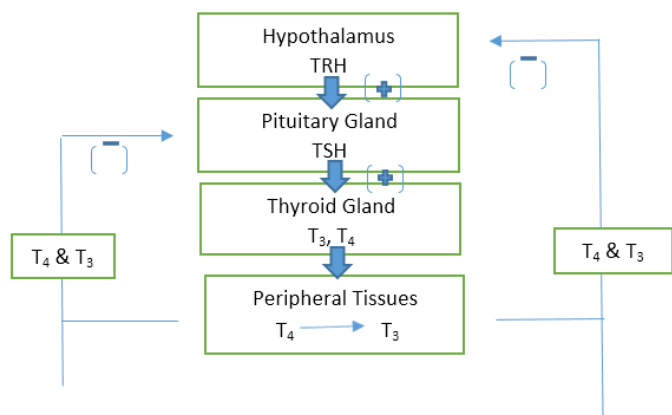 Hypothalamus
TRH
[+]
[-]
Pituitary Gland
TSH
[-]
[+]
Thyroid Gland
T₃, T₄
T₄ & T₃
T₄ & T₃
Peripheral Tissues
T₄ → T₃